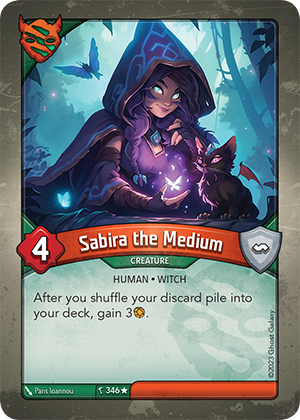 4
Sabira the Medium
CREATURE
HUMAN • WITCH
After you shuffle your discard pile into
your deck, gain 3.
Paris Ioannou
346★
©2023 Ghost Galaxy